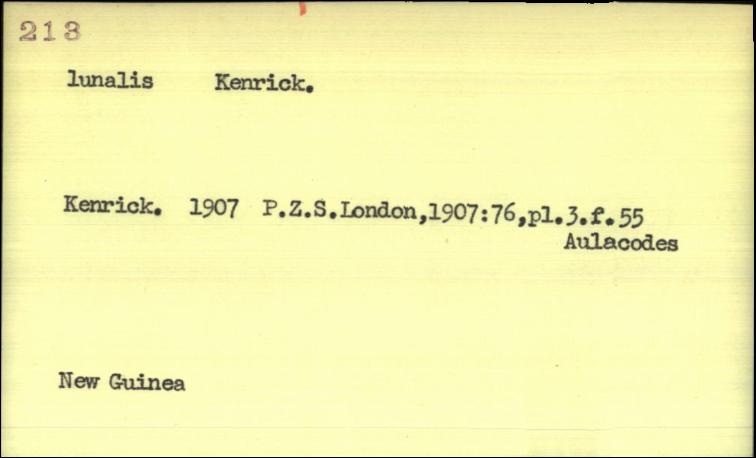 213
lunalis Kenrick.
Kenrick. 1907 P.Z.S.London,1907:76,pl.3.f.55
Aulacodes
New Guinea